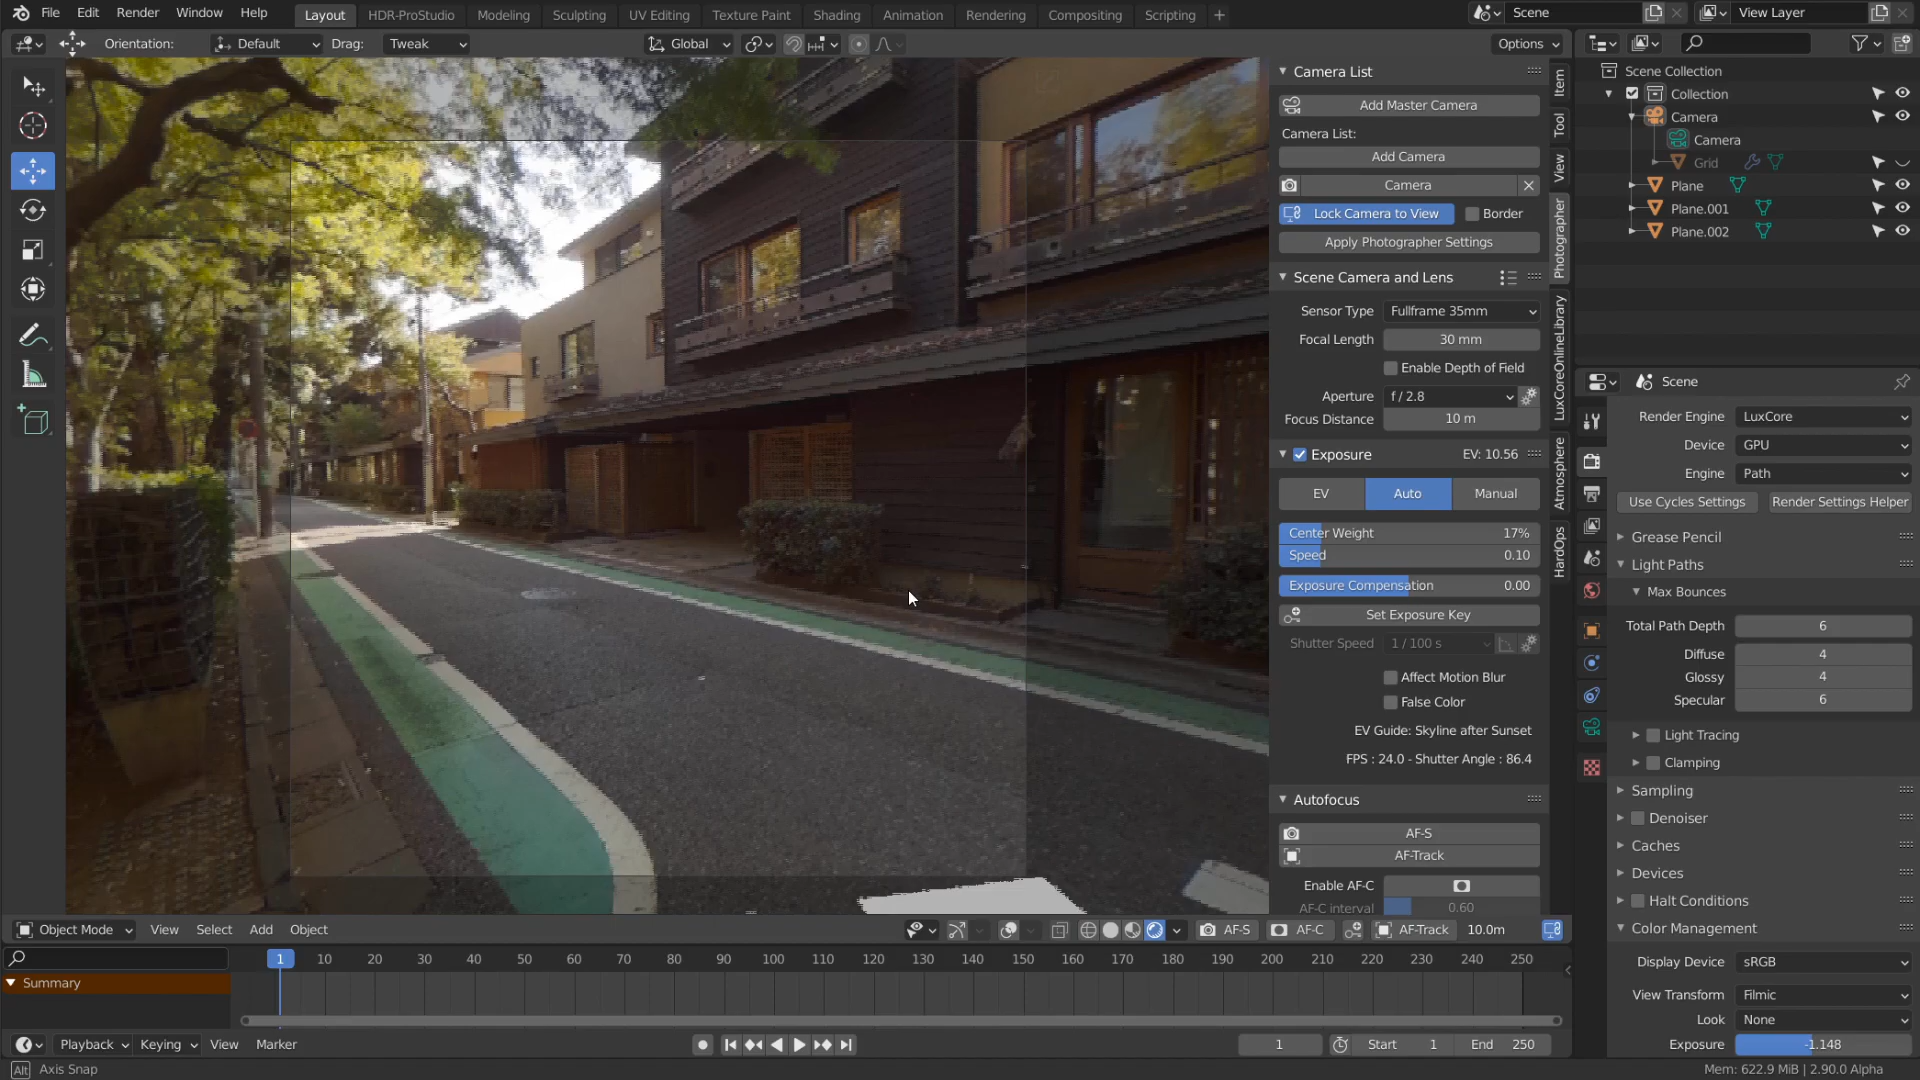 File Edit Render Window Help Layout HDR-ProStudio Modeling Sculpting UV Editing Texture Paint Shading Animation Rendering Compositing Scripting + Scene View Layer
Orientation: Default Drag: Tweak Global Options
Camera List
Add Master Camera
Camera List:
Add Camera
Camera
Lock Camera to View Border
Apply Photographer Settings
Scene Camera and Lens
Sensor Type Fullframe 35mm
Focal Length 30 mm
Enable Depth of Field
Aperture f / 2.8
Focus Distance 10 m
Exposure EV: 10.56
EV Auto Manual
Center Weight 17%
Speed 0.10
Exposure Compensation 0.00
Set Exposure Key
Shutter Speed 1 / 100 s
Affect Motion Blur
False Color
EV Guide: Skyline after Sunset
FPS : 24.0 - Shutter Angle : 86.4
Autofocus
AF-S
AF-Track
Enable AF-C
AF-C interval 0.60
Item
Tool
View
Photographer
LuxCoreOnlineLibrary
Atmosphere
HardOps
Scene Collection
Collection
Camera
Camera
Grid
Plane
Plane.001
Plane.002
Scene
Render Engine LuxCore
Device GPU
Engine Path
Use Cycles Settings Render Settings Helper
Grease Pencil
Light Paths
Max Bounces
Total Path Depth 6
Diffuse 4
Glossy 4
Specular 6
Light Tracing
Clamping
Sampling
Denoiser
Caches
Devices
Halt Conditions
Color Management
Display Device sRGB
View Transform Filmic
Look None
Exposure -1.148
Object Mode View Select Add Object AF-S AF-C AF-Track 10.0m
1 10 20 30 40 50 60 70 80 90 100 110 120 130 140 150 160 170 180 190 200 210 220 230 240 250
Summary
Playback Keying View Marker 1 Start 1 End 250
Alt Axis Snap Mem: 622.9 MiB | 2.90.0 Alpha